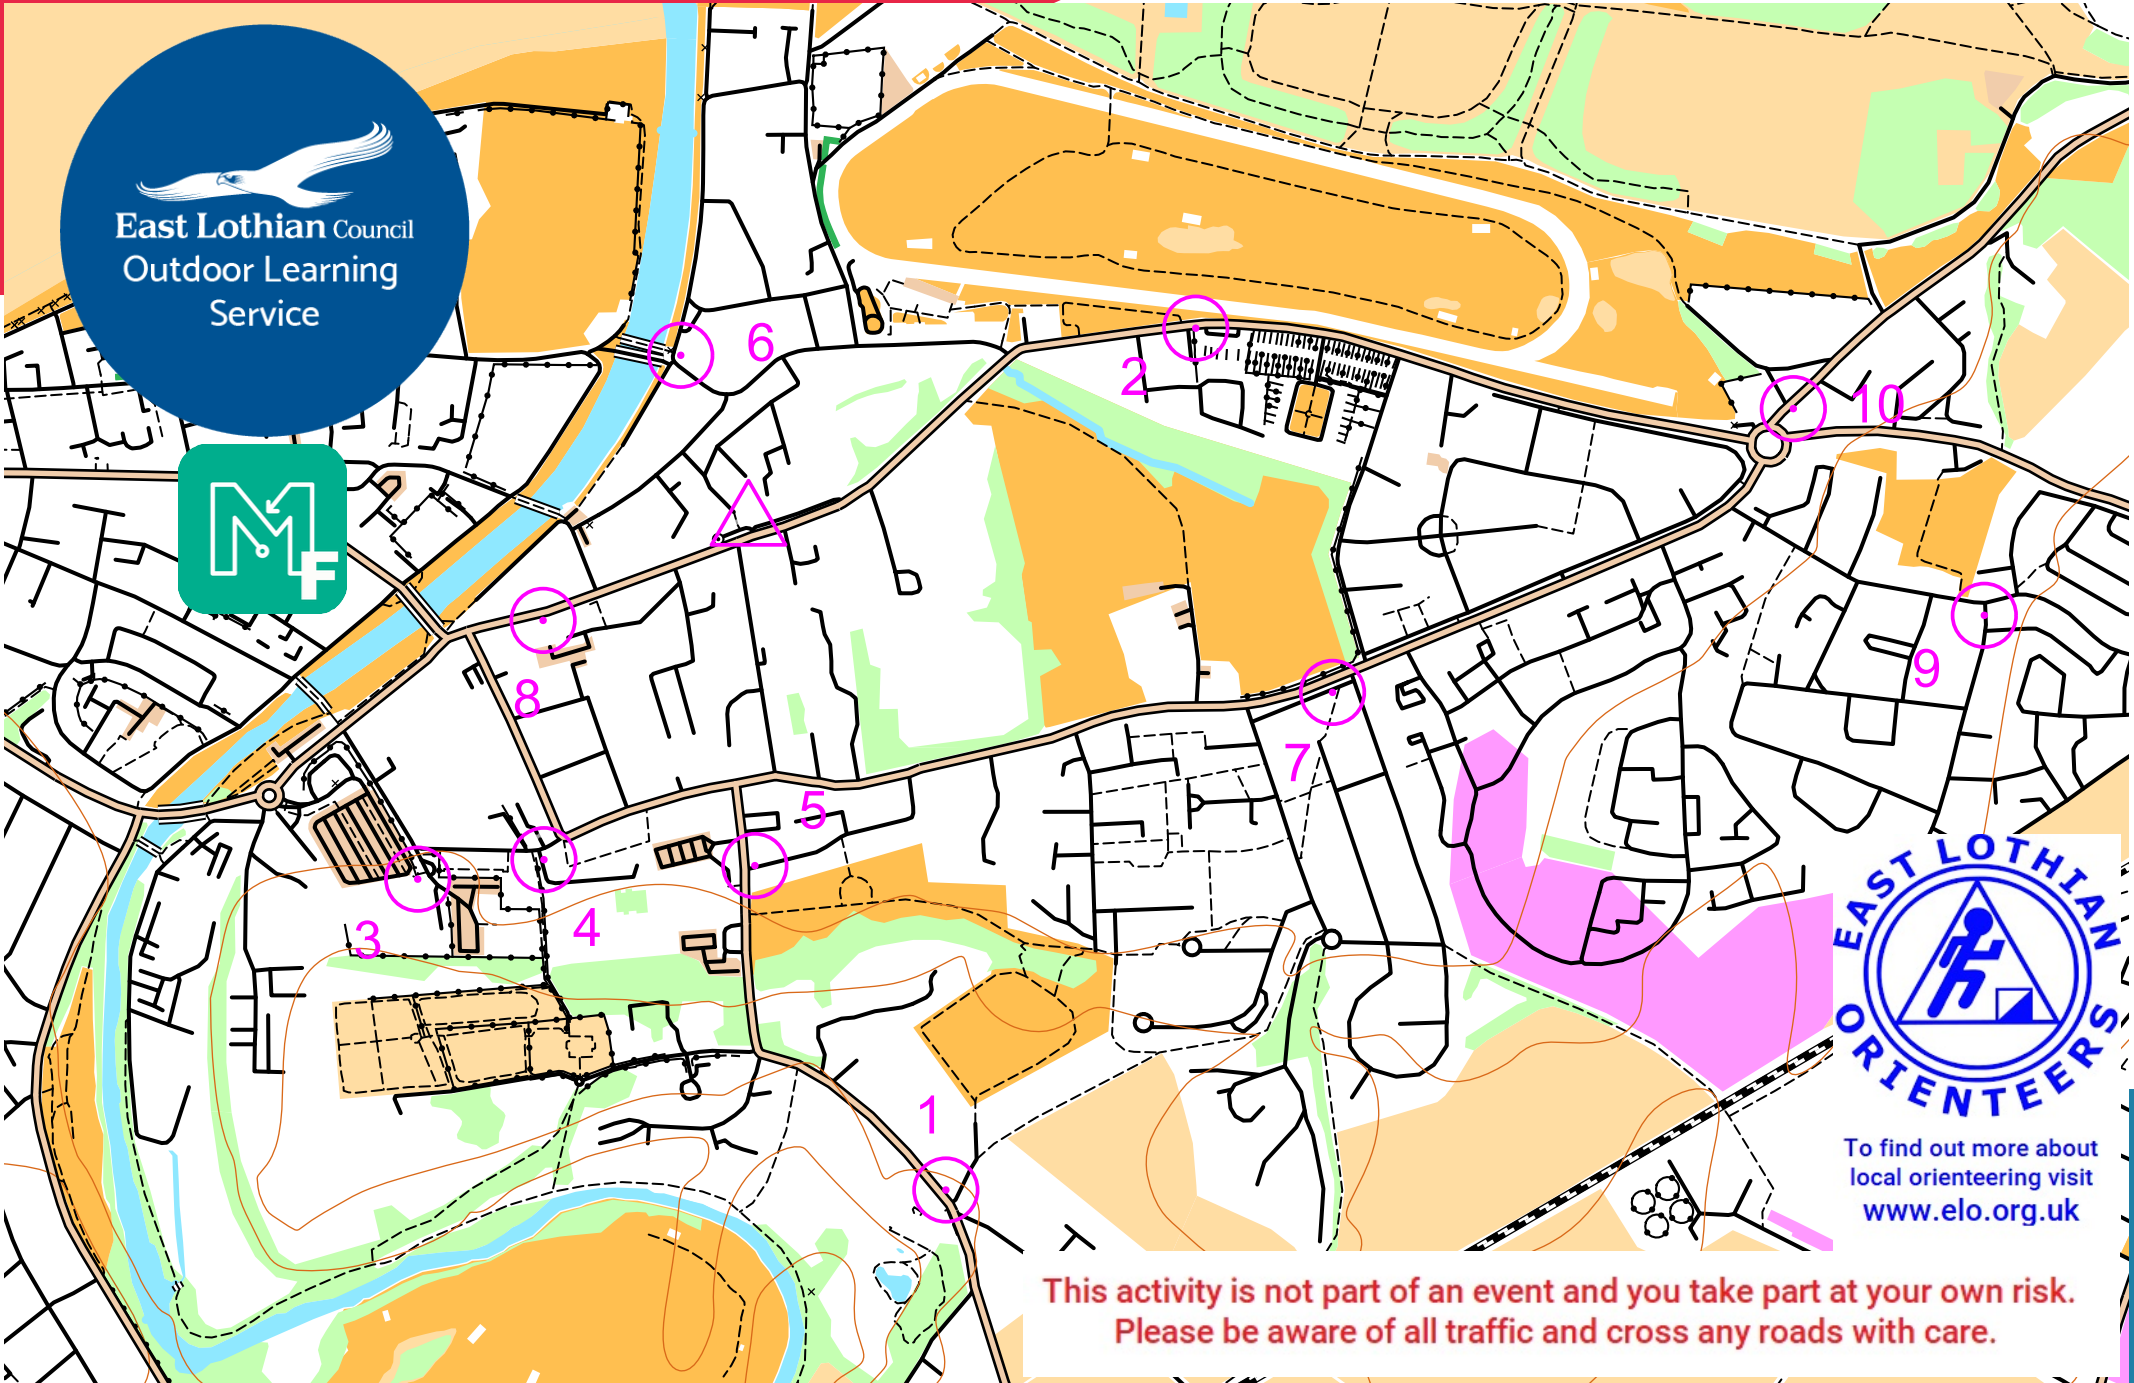 East Lothian Council
Outdoor Learning
Service
M
F
6
2
10
8
9
7
5
3
4
1
EAST LOTHIAN
ORIENTEERS
To find out more about
local orienteering visit
www.elo.org.uk
This activity is not part of an event and you take part at your own risk.
Please be aware of all traffic and cross any roads with care.